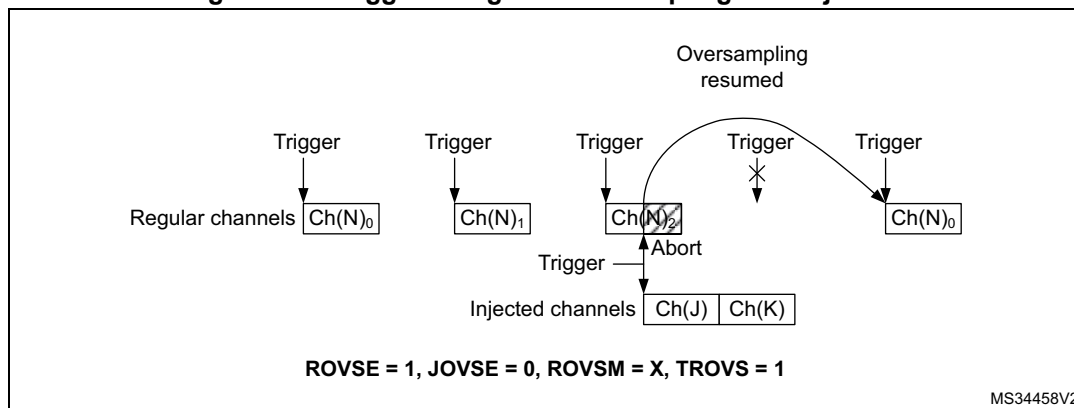 Oversampling
resumed
Trigger Trigger Trigger Trigger Trigger
Regular channels Ch(N)₀ Ch(N)₁ Ch(N)₂ Ch(N)₀
Abort
Trigger
Injected channels Ch(J) Ch(K)
ROVSE = 1, JOVSE = 0, ROVSM = X, TROVS = 1
MS34458V2